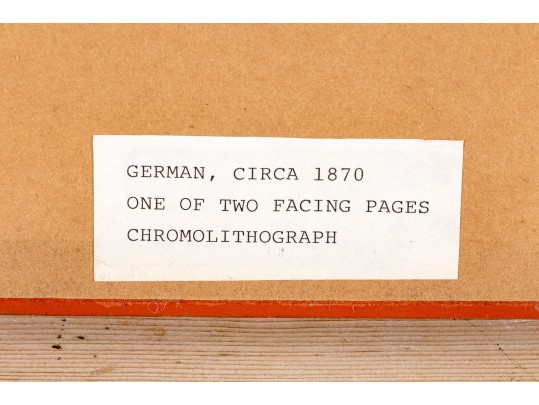 GERMAN, CIRCA 1870
ONE OF TWO FACING PAGES
CHROMOLITHOGRAPH